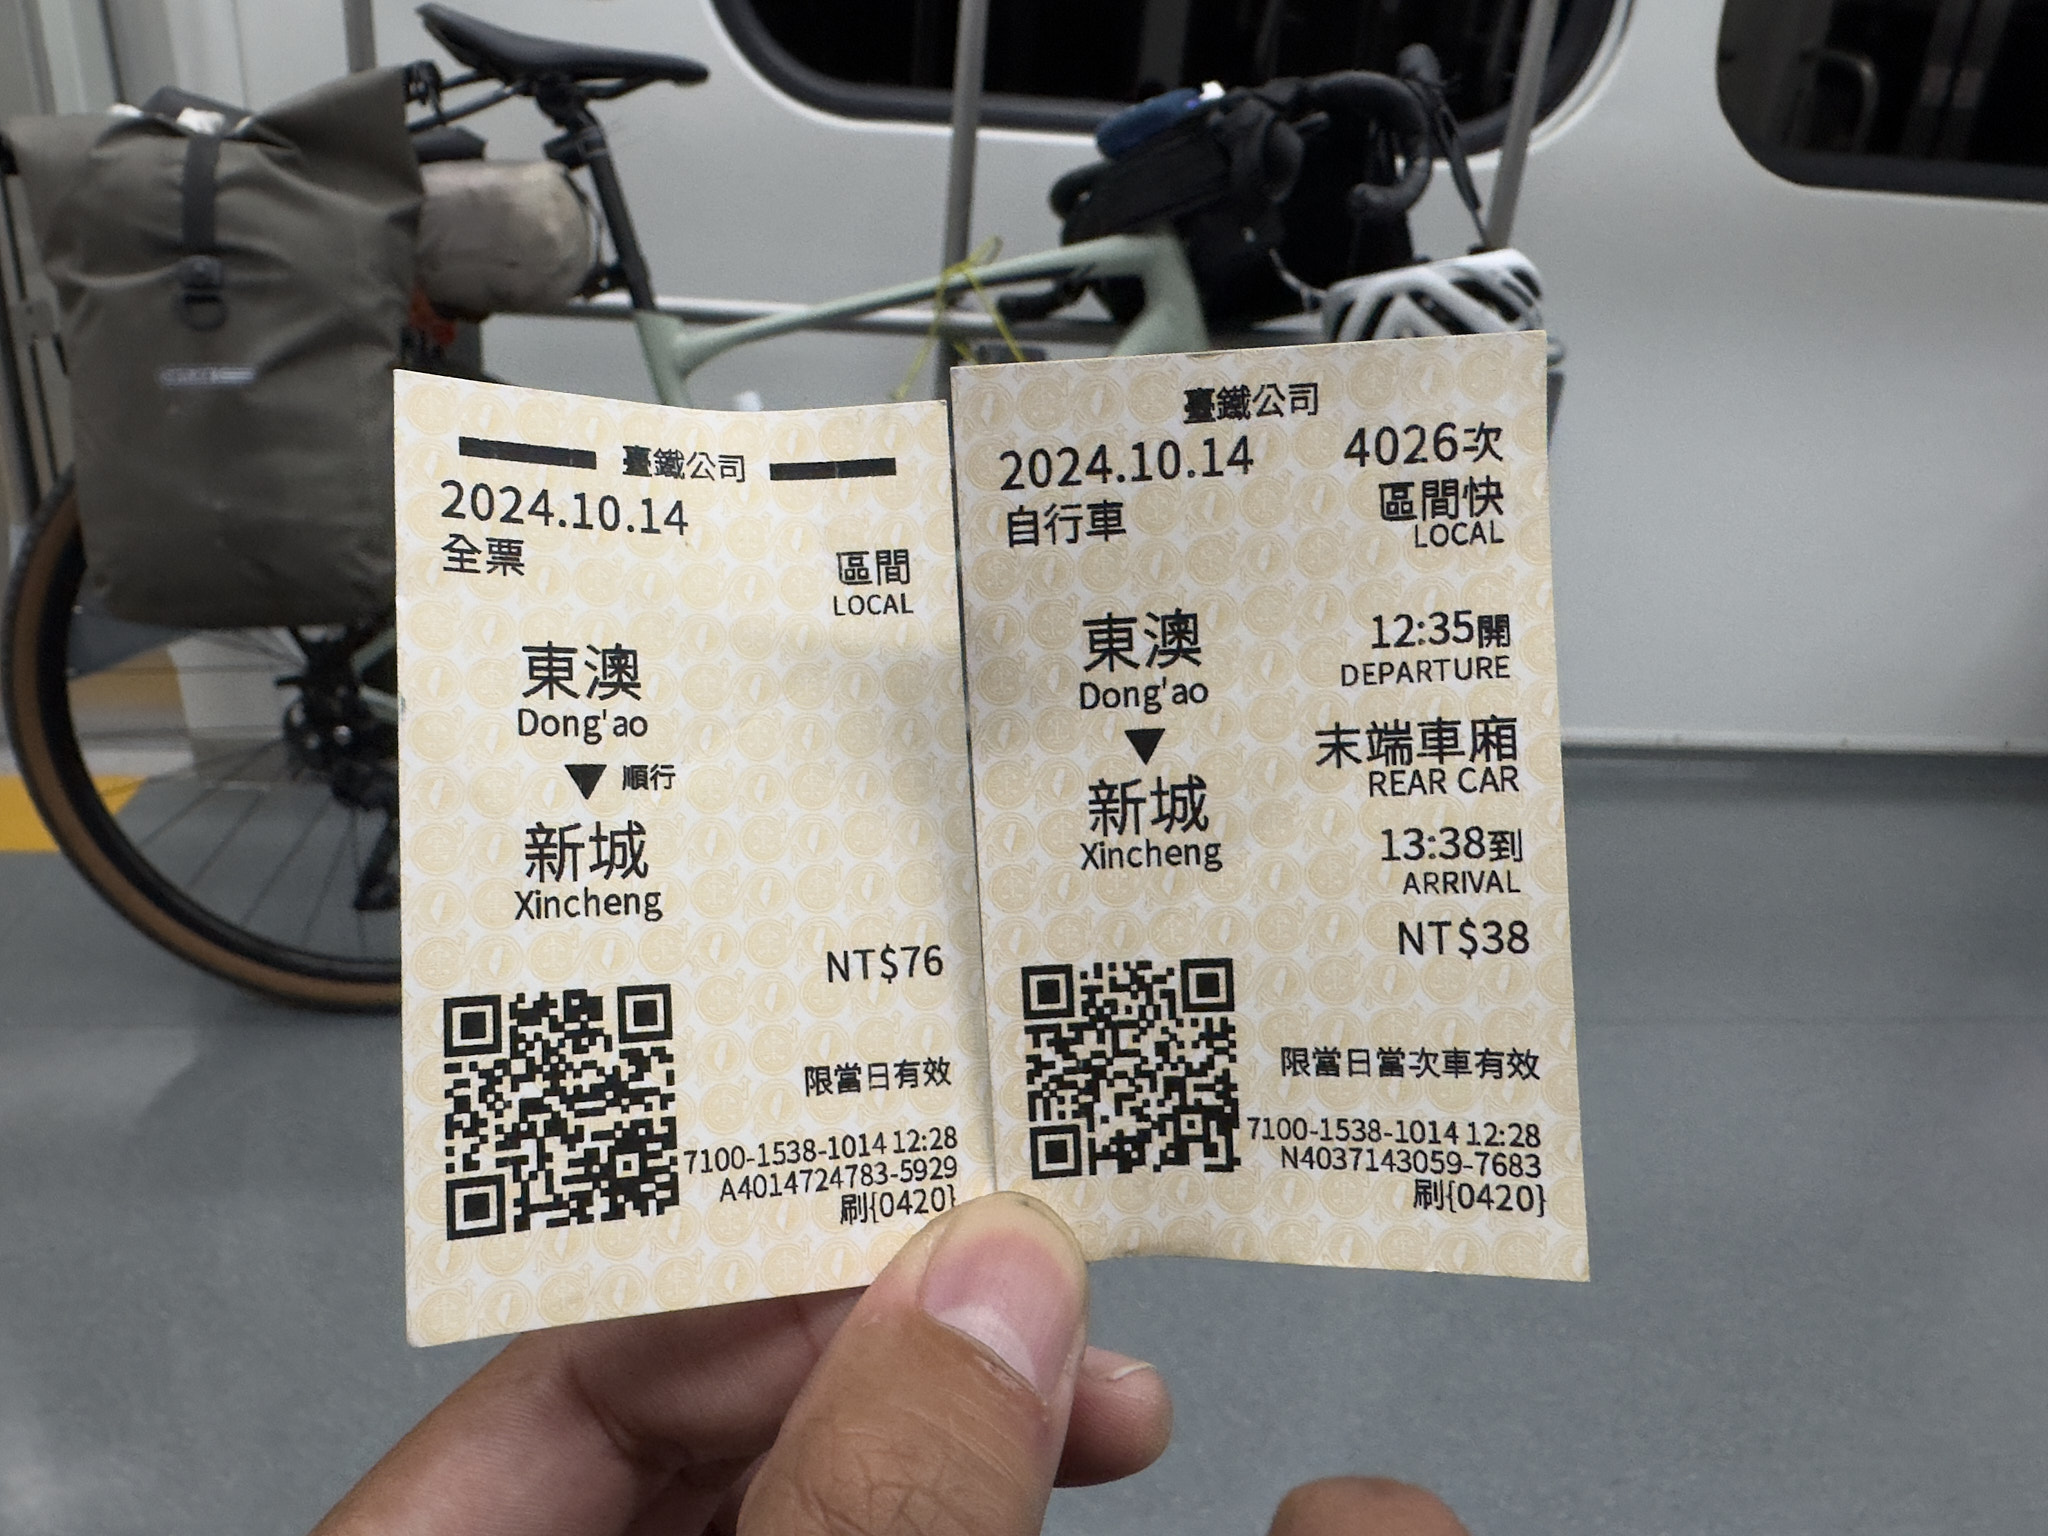 臺鐵公司
2024.10.14
全票
區間
LOCAL
東澳
Dong'ao
▼ 順行
新城
Xincheng
NT$76
限當日有效
7100-1538-1014 12:28
A4014724783-5929
刷{0420}
臺鐵公司
2024.10.14 4026次
自行車 區間快
LOCAL
東澳 12:35開
Dong'ao DEPARTURE
▼ 末端車廂
REAR CAR
新城
Xincheng 13:38到
ARRIVAL
NT$38
限當日當次車有效
7100-1538-1014 12:28
N4037143059-7683
刷{0420}